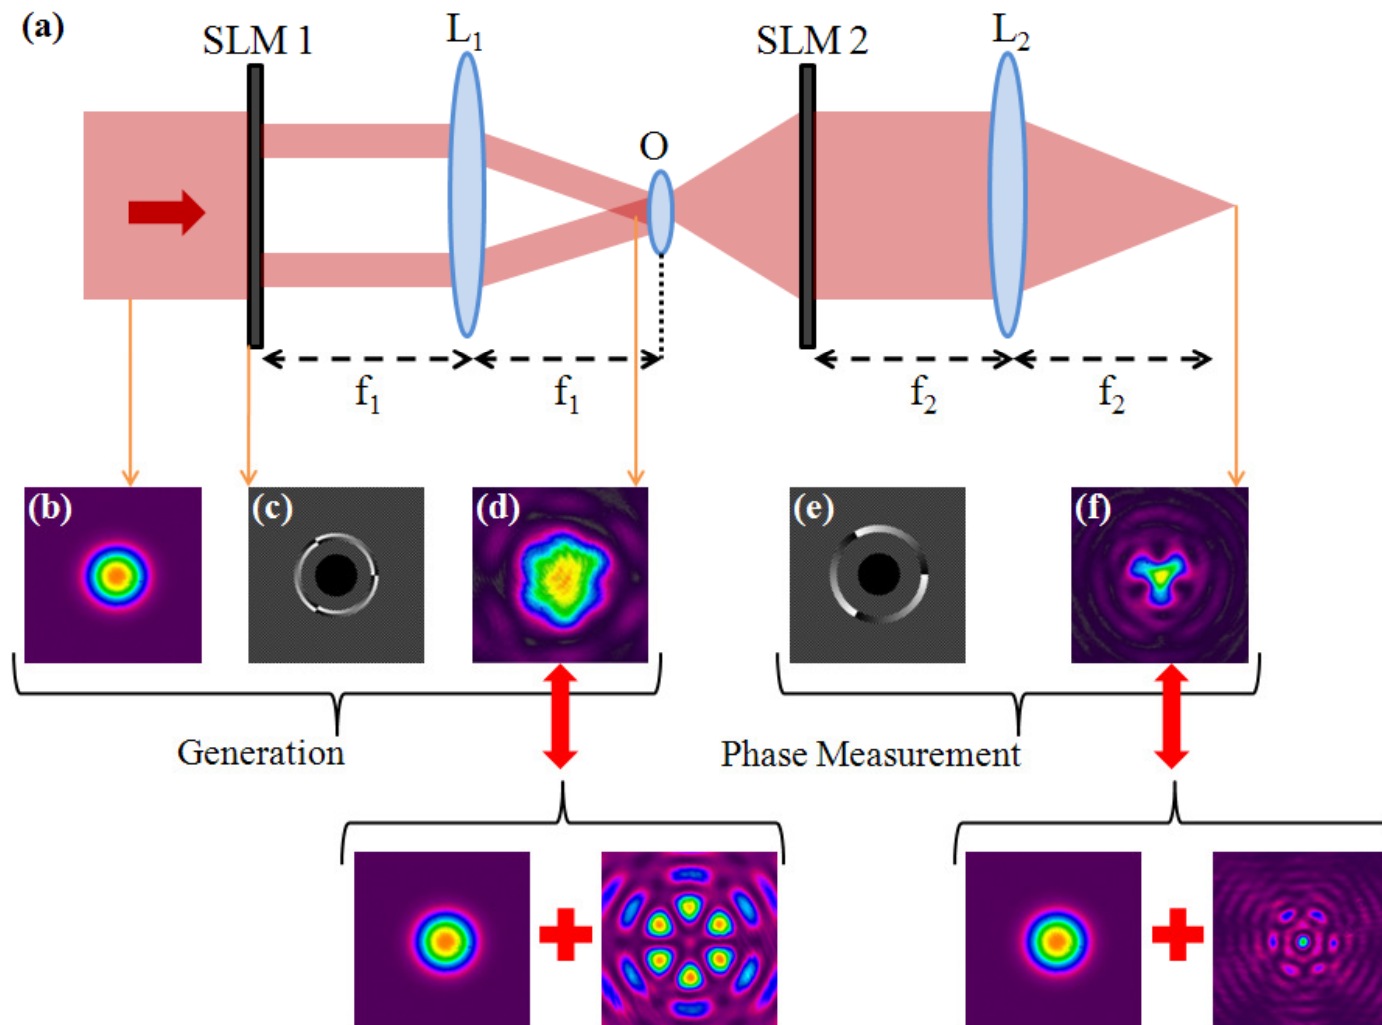 (a)
SLM 1
L1
O
SLM 2
L2
f1
f1
f2
f2
(b)
(c)
(d)
(e)
(f)
Generation
Phase Measurement